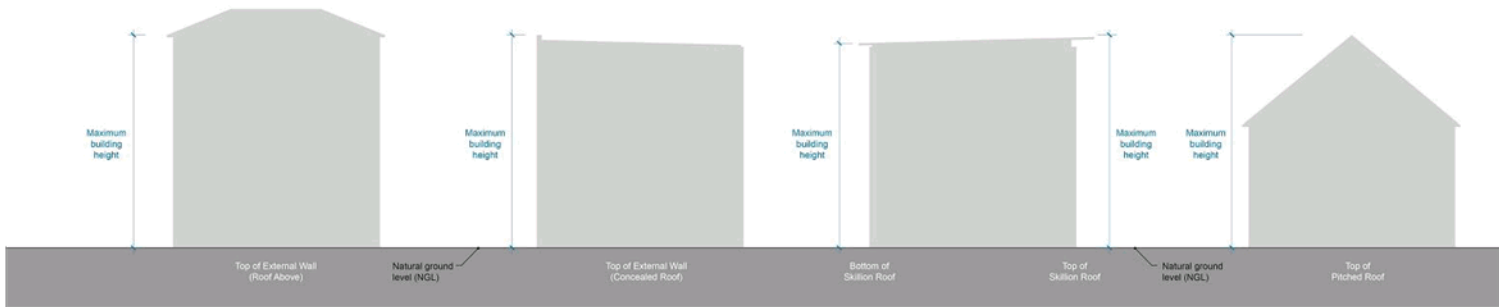 Maximum
building
height
Maximum
building
height
Maximum
building
height
Maximum
building
height
Maximum
building
height
Top of External Wall
(Roof Above)
Natural ground
level (NGL)
Top of External Wall
(Concealed Roof)
Bottom of
Skillion Roof
Top of
Skillion Roof
Natural ground
level (NGL)
Top of
Pitched Roof